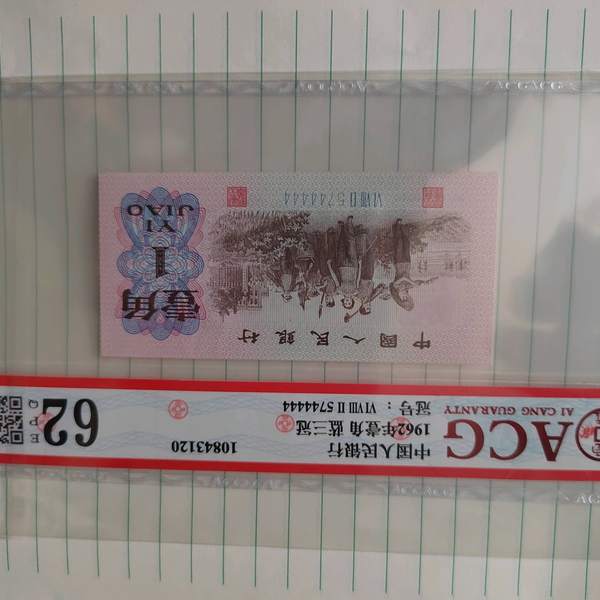 ACG
AI CANG GUARANTY
中国人民银行
1962年壹角 蓝三冠
冠号：VI VIII II 5744444
10843120
62
E P Q
中國人民銀行
壹角
1
YI
JIAO
VI VIII II 5744444